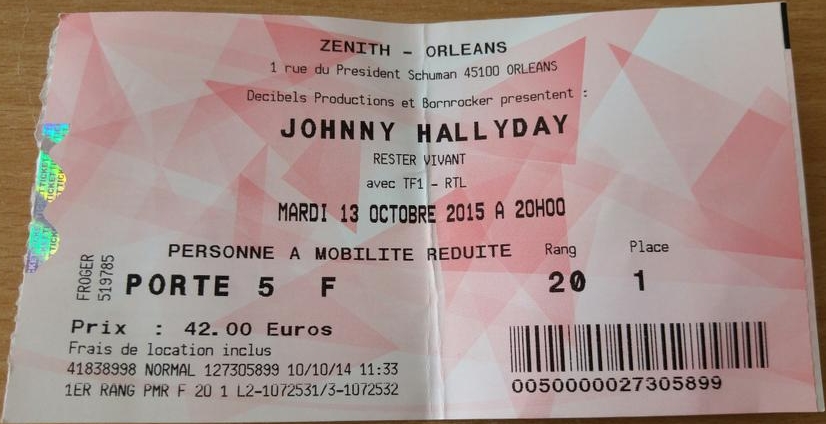 ZENITH - ORLEANS
1 rue du President Schuman 45100 ORLEANS
Decibels Productions et Bornrocker presentent :
JOHNNY HALLYDAY
RESTER VIVANT
avec TF1 - RTL
MARDI 13 OCTOBRE 2015 A 20H00
PERSONNE A MOBILITE REDUITE Rang Place
FROGER
519785
PORTE 5 F 20 1
Prix : 42.00 Euros
Frais de location inclus
41838998 NORMAL 127305899 10/10/14 11:33
1ER RANG PMR F 20 1 L2-1072531/3-1072532
0050000027305899